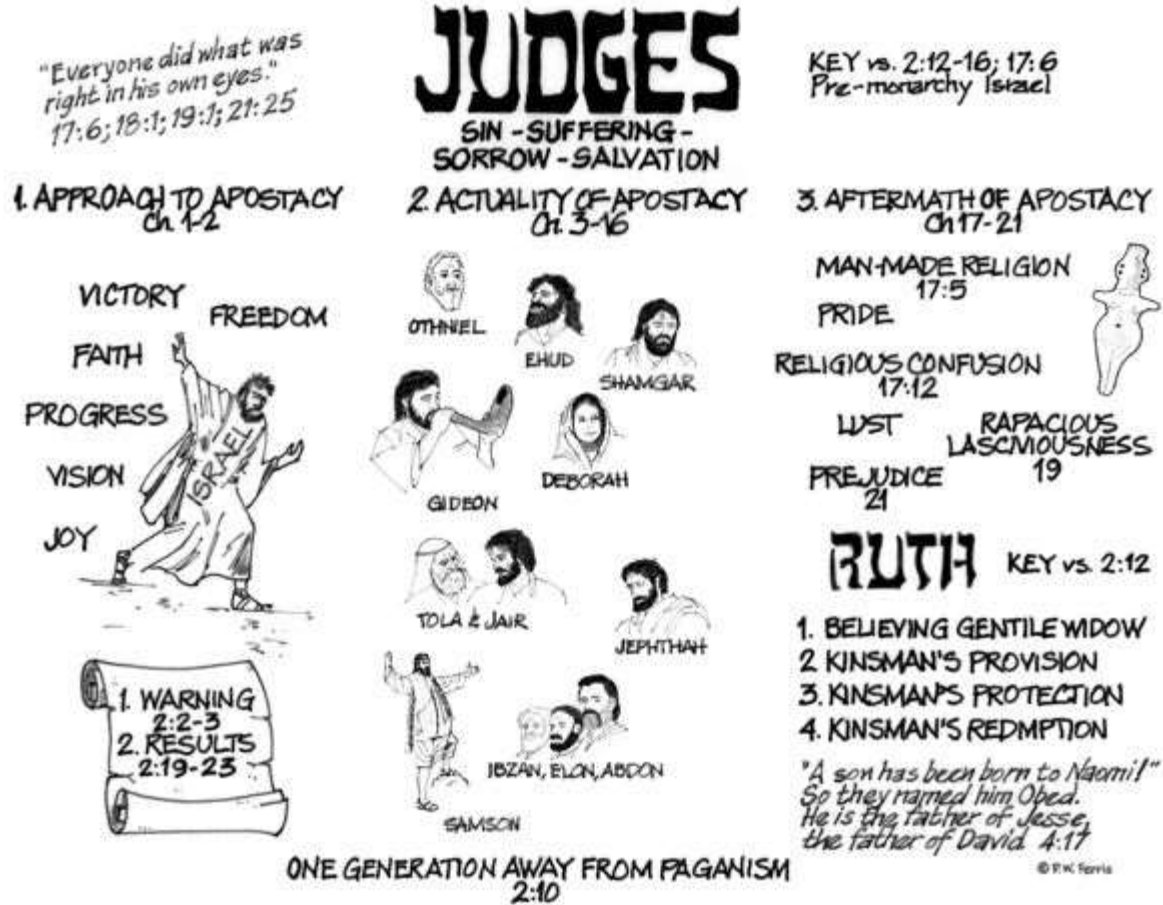 "Everyone did what was
right in his own eyes."
17:6; 18:1; 19:1; 21:25
JUDGES
SIN - SUFFERING -
SORROW - SALVATION
KEY vs. 2:12-16; 17:6
Pre-monarchy Israel
1. APPROACH TO APOSTACY
Ch. 1-2
VICTORY
FREEDOM
FAITH
PROGRESS
VISION
JOY
ISRAEL
1. WARNING
2:2-3
2. RESULTS
2:19-23
2. ACTUALITY OF APOSTACY
Ch. 3-16
OTHNIEL
EHUD
SHAMGAR
GIDEON
DEBORAH
TOLA & JAIR
JEPHTHAH
SAMSON
IBZAN, ELON, ABDON
3. AFTERMATH OF APOSTACY
Ch 17-21
MAN-MADE RELIGION
17:5
PRIDE
RELIGIOUS CONFUSION
17:12
LUST
RAPACIOUS
LASCIVIOUSNESS
19
PREJUDICE
21
RUTH
KEY vs. 2:12
1. BELIEVING GENTILE WIDOW
2 KINSMAN'S PROVISION
3. KINSMAN'S PROTECTION
4. KINSMAN'S REDMPTION
"A son has been born to Naomi!"
So they named him Obed.
He is the father of Jesse,
the father of David 4:17
© P.W. Ferris
ONE GENERATION AWAY FROM PAGANISM
2:10